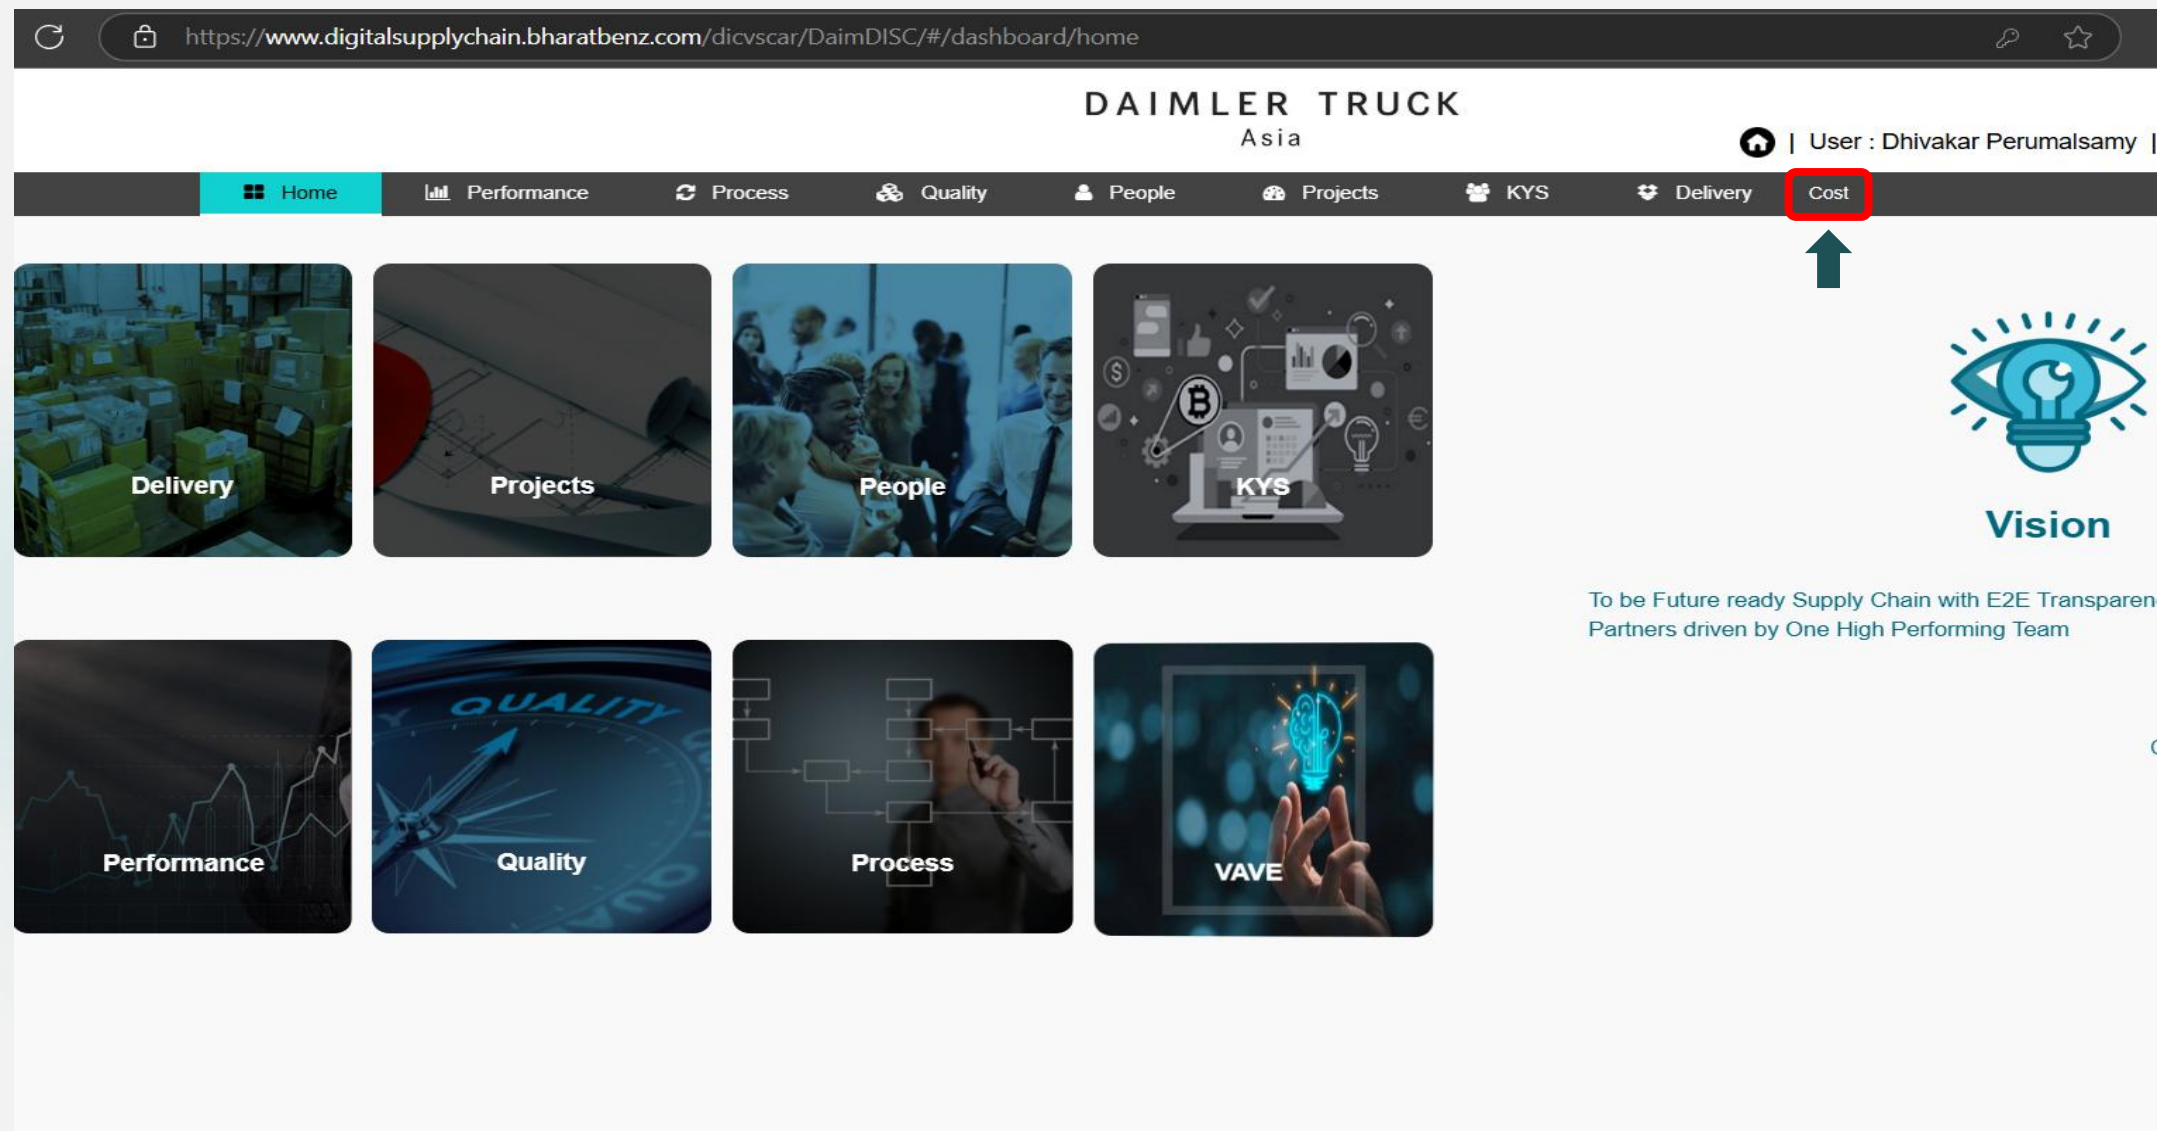 https://www.digitalsupplychain.bharatbenz.com/dicvscar/DaimDISC/#/dashboard/home
DAIMLER TRUCK
Asia
| User : Dhivakar Perumalsamy |
Home Performance Process Quality People Projects KYS Delivery Cost
Delivery Projects People KYS
Vision
To be Future ready Supply Chain with E2E Transparen
Partners driven by One High Performing Team
QUALITY
Performance Quality Process VAVE